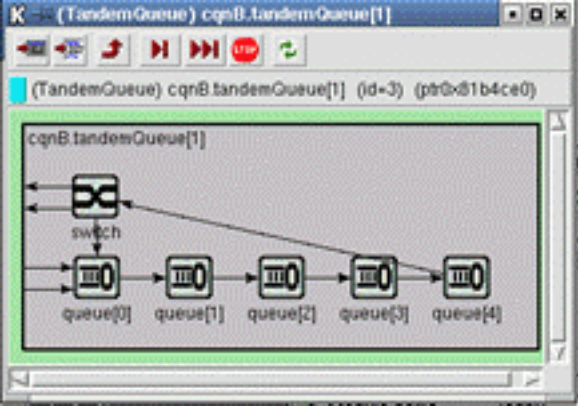 (TandemQueue) cqnB.tandemQueue[1]
STOP
(TandemQueue) cqnB.tandemQueue[1] (id=3) (ptr0x81b4ce0)
cqnB.tandemQueue[1]
switch
queue[0] queue[1] queue[2] queue[3] queue[4]